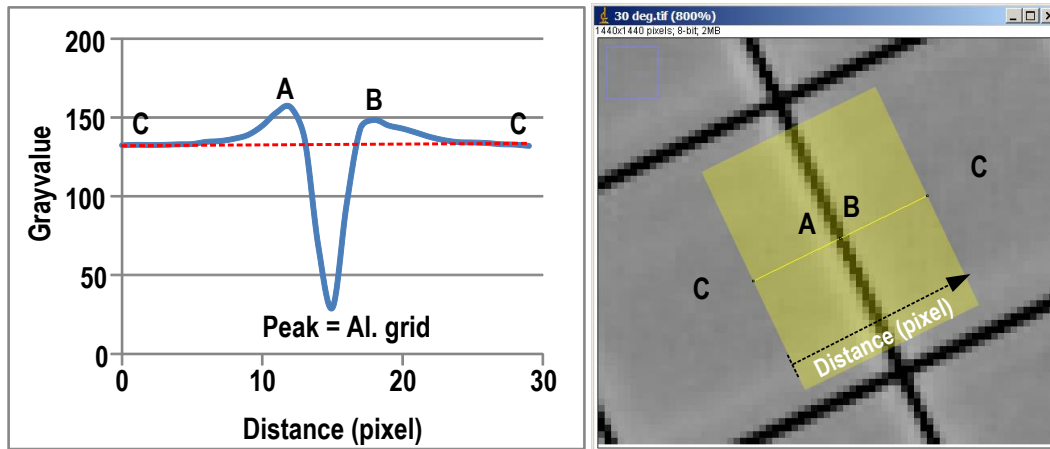 200
150
100
50
0
Grayvalue
A
B
C
C
Peak = Al. grid
0
10
20
30
Distance (pixel)
30 deg.tif (800%)
1440x1440 pixels; 8-bit; 2MB
C
A
B
C
Distance (pixel)